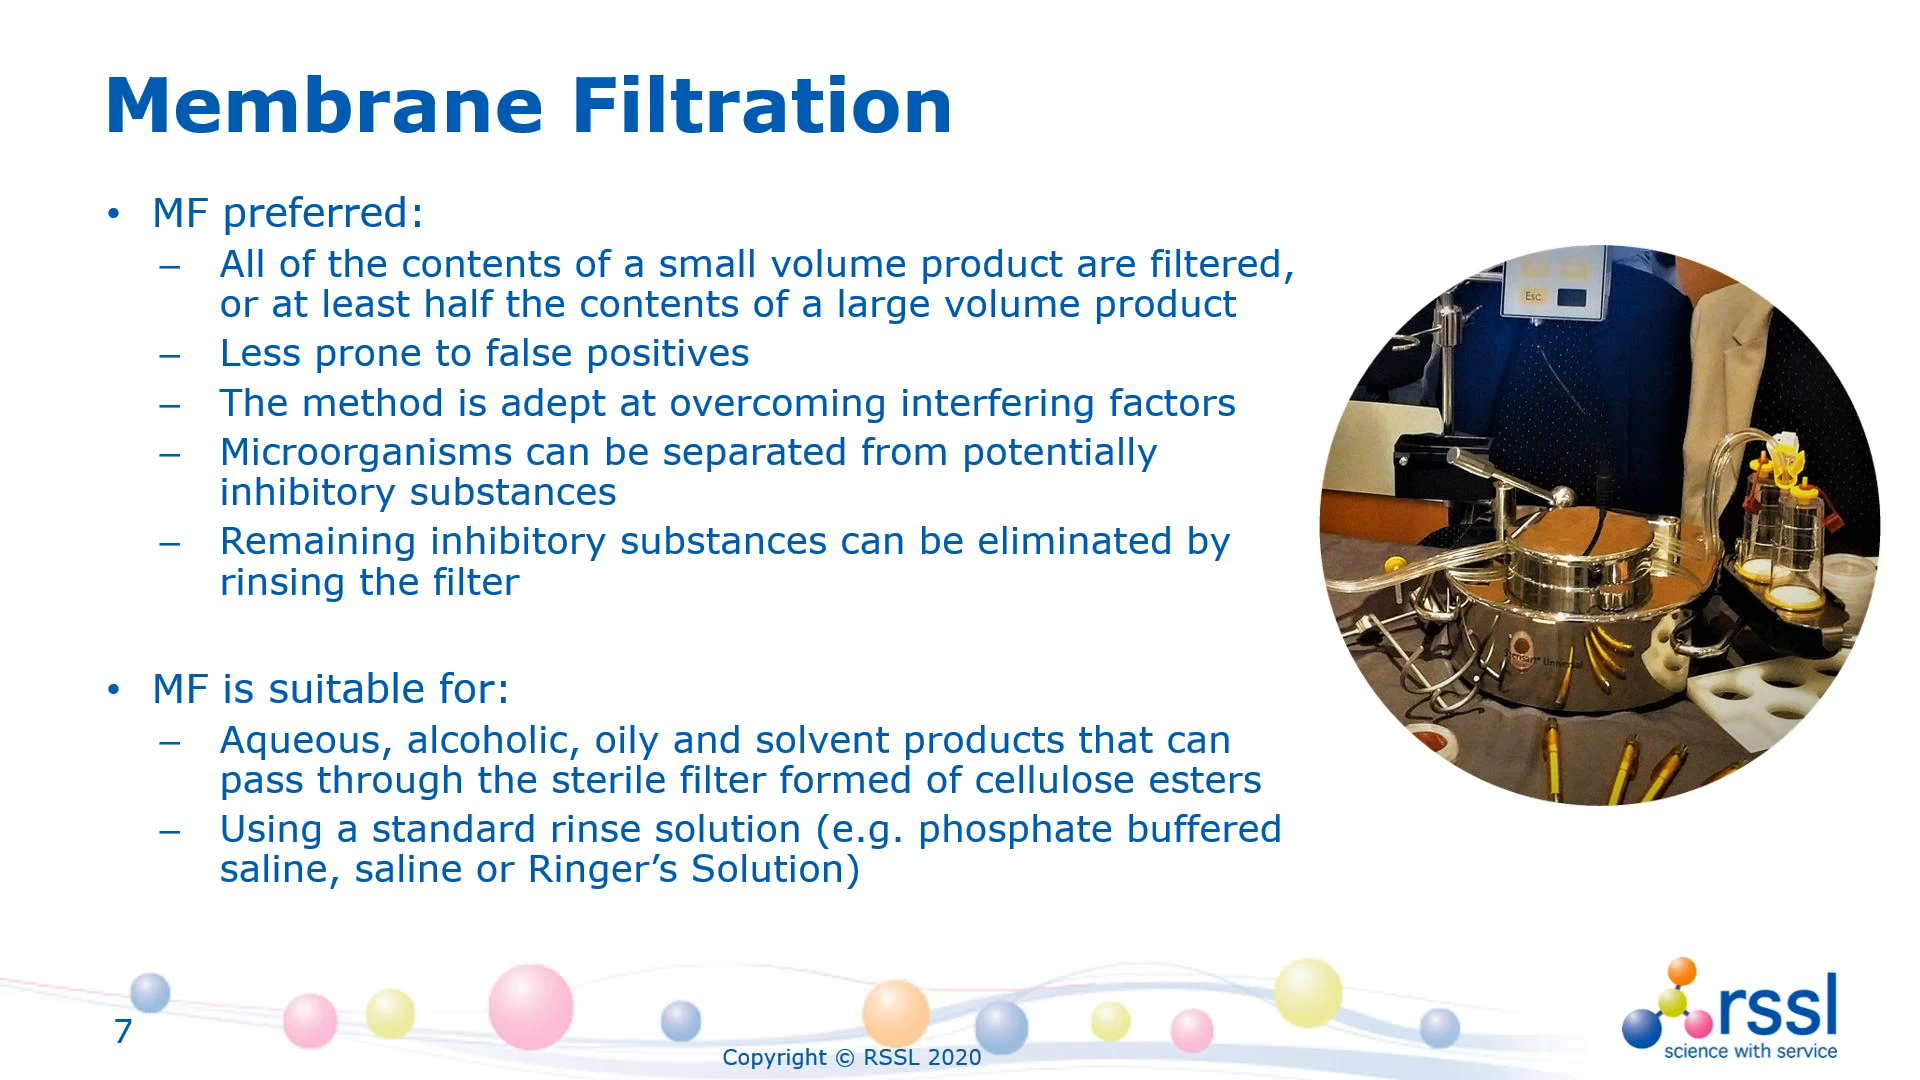 Membrane Filtration
• MF preferred:
– All of the contents of a small volume product are filtered,
or at least half the contents of a large volume product
– Less prone to false positives
– The method is adept at overcoming interfering factors
– Microorganisms can be separated from potentially
inhibitory substances
– Remaining inhibitory substances can be eliminated by
rinsing the filter
Esc
Universal
• MF is suitable for:
– Aqueous, alcoholic, oily and solvent products that can
pass through the sterile filter formed of cellulose esters
– Using a standard rinse solution (e.g. phosphate buffered
saline, saline or Ringer’s Solution)
7
Copyright © RSSL 2020
rssl
science with service